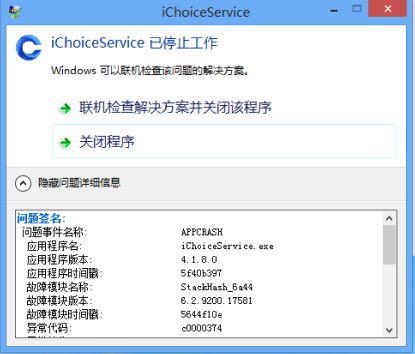 iChoiceService
iChoiceService 已停止工作
Windows 可以联机检查该问题的解决方案。
联机检查解决方案并关闭该程序
关闭程序
隐藏问题详细信息
问题签名:
问题事件名称: APPCRASH
应用程序名: iChoiceService.exe
应用程序版本: 4.1.8.0
应用程序时间戳: 5f40b397
故障模块名称: StackHash_6a44
故障模块版本: 6.2.9200.17581
故障模块时间戳: 5644f10e
异常代码: c0000374